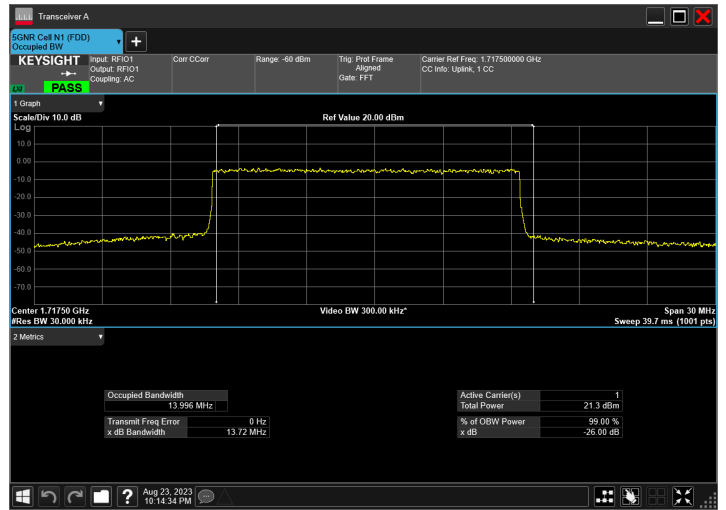 Transceiver A
5GNR Cell N1 (FDD)
Occupied BW
KEYSIGHT
LXI
PASS
Input: RFIO1
Output: RFIO1
Coupling: AC
Corr CCorr
Range: -60 dBm
Trig: Prot Frame
Aligned
Gate: FFT
Carrier Ref Freq: 1.717500000 GHz
CC Info: Uplink, 1 CC
1 Graph
Scale/Div 10.0 dB
Ref Value 20.00 dBm
Log
10.0
0.00
-10.0
-20.0
-30.0
-40.0
-50.0
-60.0
-70.0
Center 1.71750 GHz
Video BW 300.00 kHz*
Span 30 MHz
#Res BW 30.000 kHz
Sweep 39.7 ms (1001 pts)
2 Metrics
Occupied Bandwidth
13.996 MHz
Transmit Freq Error 0 Hz
x dB Bandwidth 13.72 MHz
Active Carrier(s) 1
Total Power 21.3 dBm
% of OBW Power 99.00 %
x dB -26.00 dB
Aug 23, 2023
10:14:34 PM